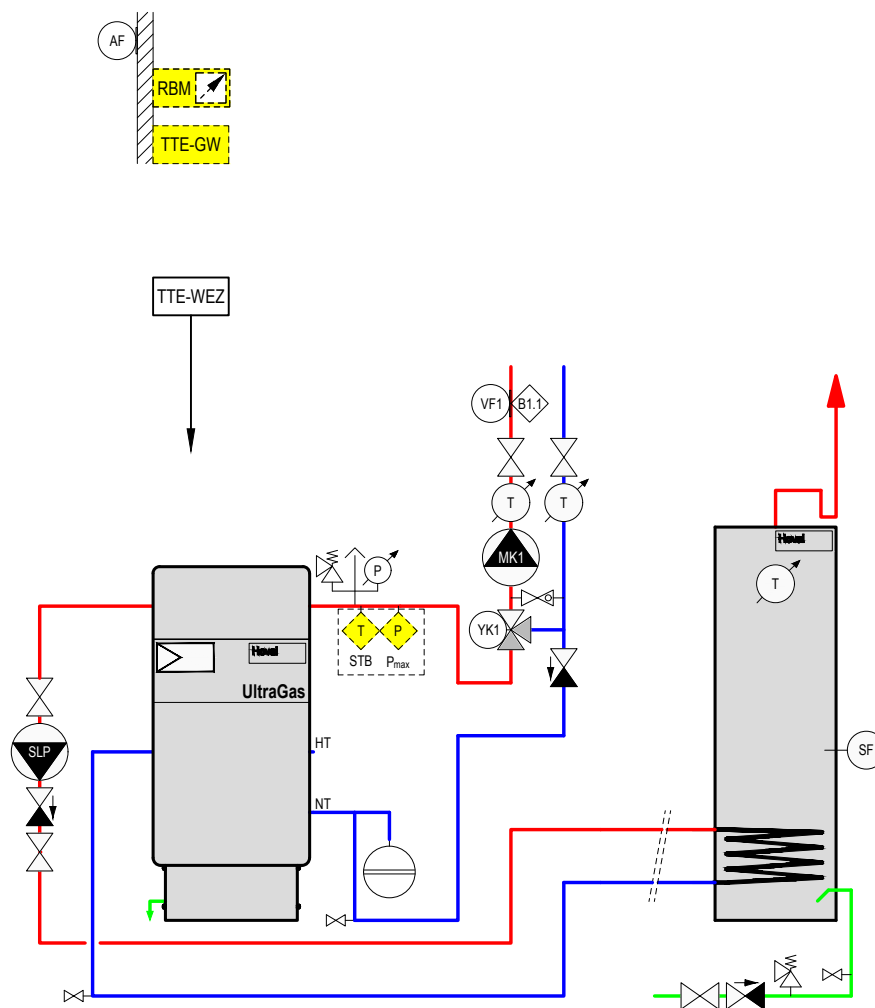 AF
RBM
TTE-GW
TTE-WEZ
VF1
B1.1
T
T
MK1
P
Hoval
T
YK1
T
P
STB
Pmax
Hoval
UltraGas
HT
SLP
SF
NT